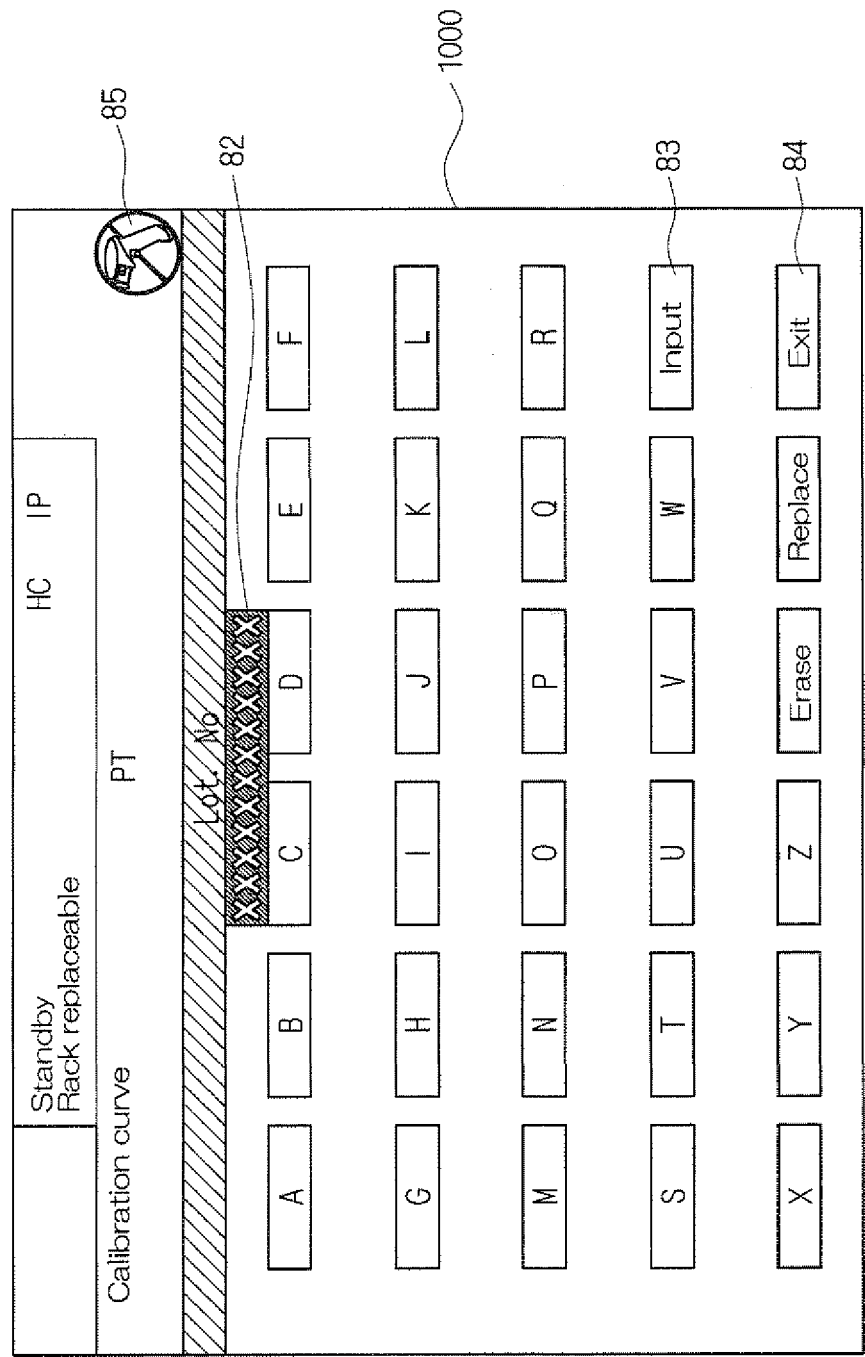 Standby
Rack replaceable
HC IP
Calibration curve
PT
85
Lot. No
82
XXXXXXXXXXXX
A B C D E F
1000
G H I J K L
M N O P Q R
S T U V W Input
83
X Y Z Erase Replace Exit
84